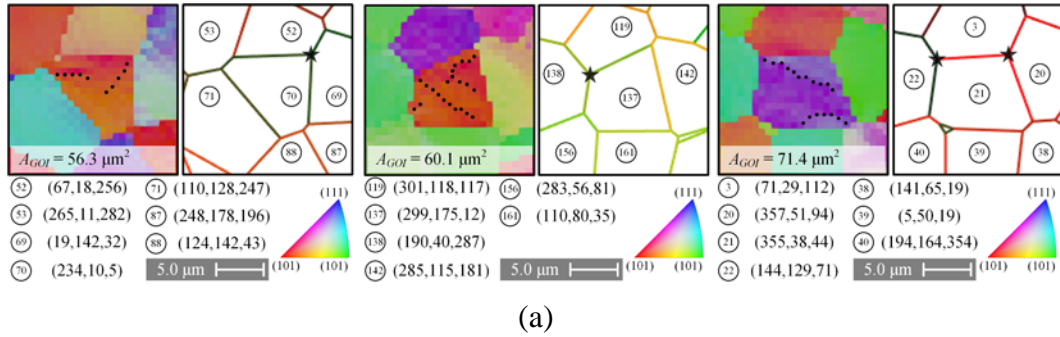 53 52 71 70 69 88 87
A_GOI = 56.3 μm²
52 (67,18,256) 71 (110,128,247)
53 (265,11,282) 87 (248,178,196)
69 (19,142,32) 88 (124,142,43)
70 (234,10,5) 5.0 μm
(111)
(101) (101)
119 138 142 137 156 161
A_GOI = 60.1 μm²
119 (301,118,117) 156 (283,56,81)
137 (299,175,12) 161 (110,80,35)
138 (190,40,287)
142 (285,115,181) 5.0 μm
(111)
(101) (101)
3 22 20 21 40 39 38
A_GOI = 71.4 μm²
3 (71,29,112) 38 (141,65,19)
20 (357,51,94) 39 (5,50,19)
21 (355,38,44) 40 (194,164,354)
22 (144,129,71) 5.0 μm
(111)
(101) (101)
(a)